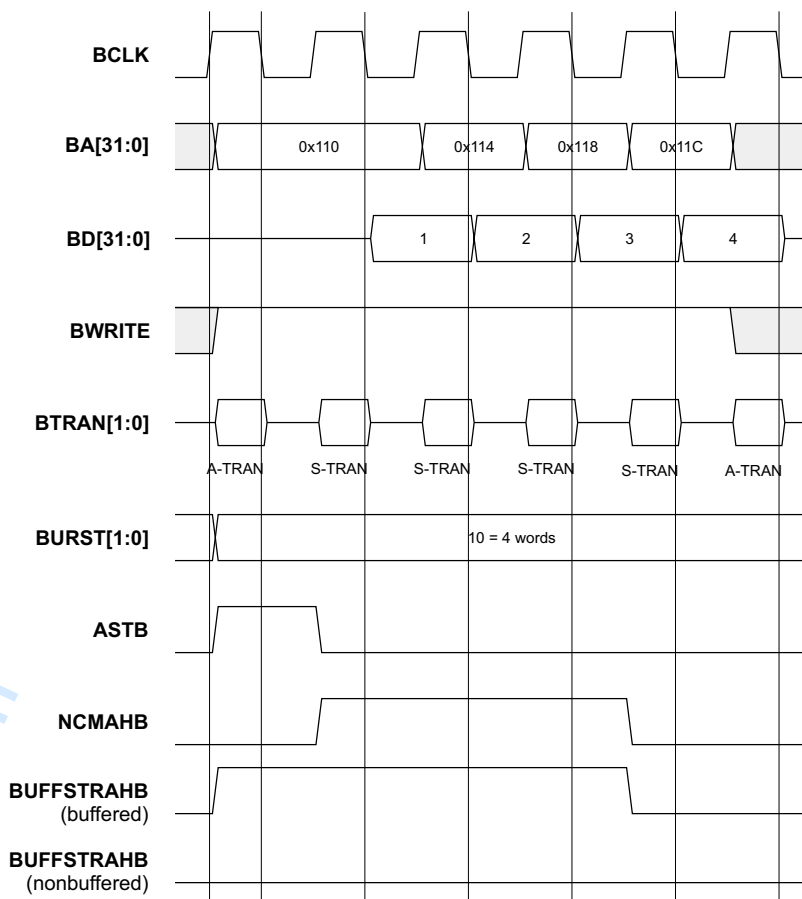 BCLK
BA[31:0] 0x110 0x114 0x118 0x11C
BD[31:0] 1 2 3 4
BWRITE
BTRAN[1:0]
A-TRAN S-TRAN S-TRAN S-TRAN S-TRAN A-TRAN
BURST[1:0] 10 = 4 words
ASTB
NCMAHB
BUFFSTRAHB
(buffered)
BUFFSTRAHB
(nonbuffered)